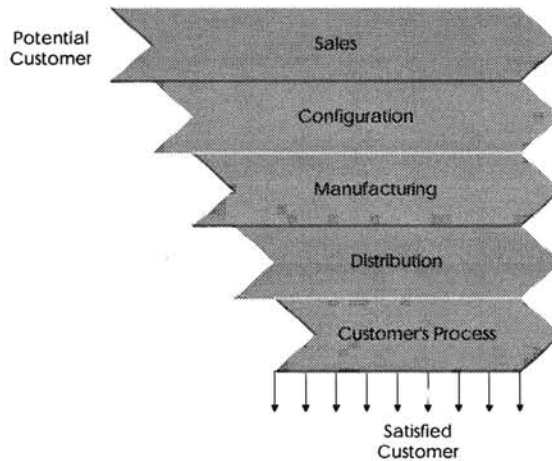 Potential
Customer
Sales
Configuration
Manufacturing
Distribution
Customer's Process
Satisfied
Customer